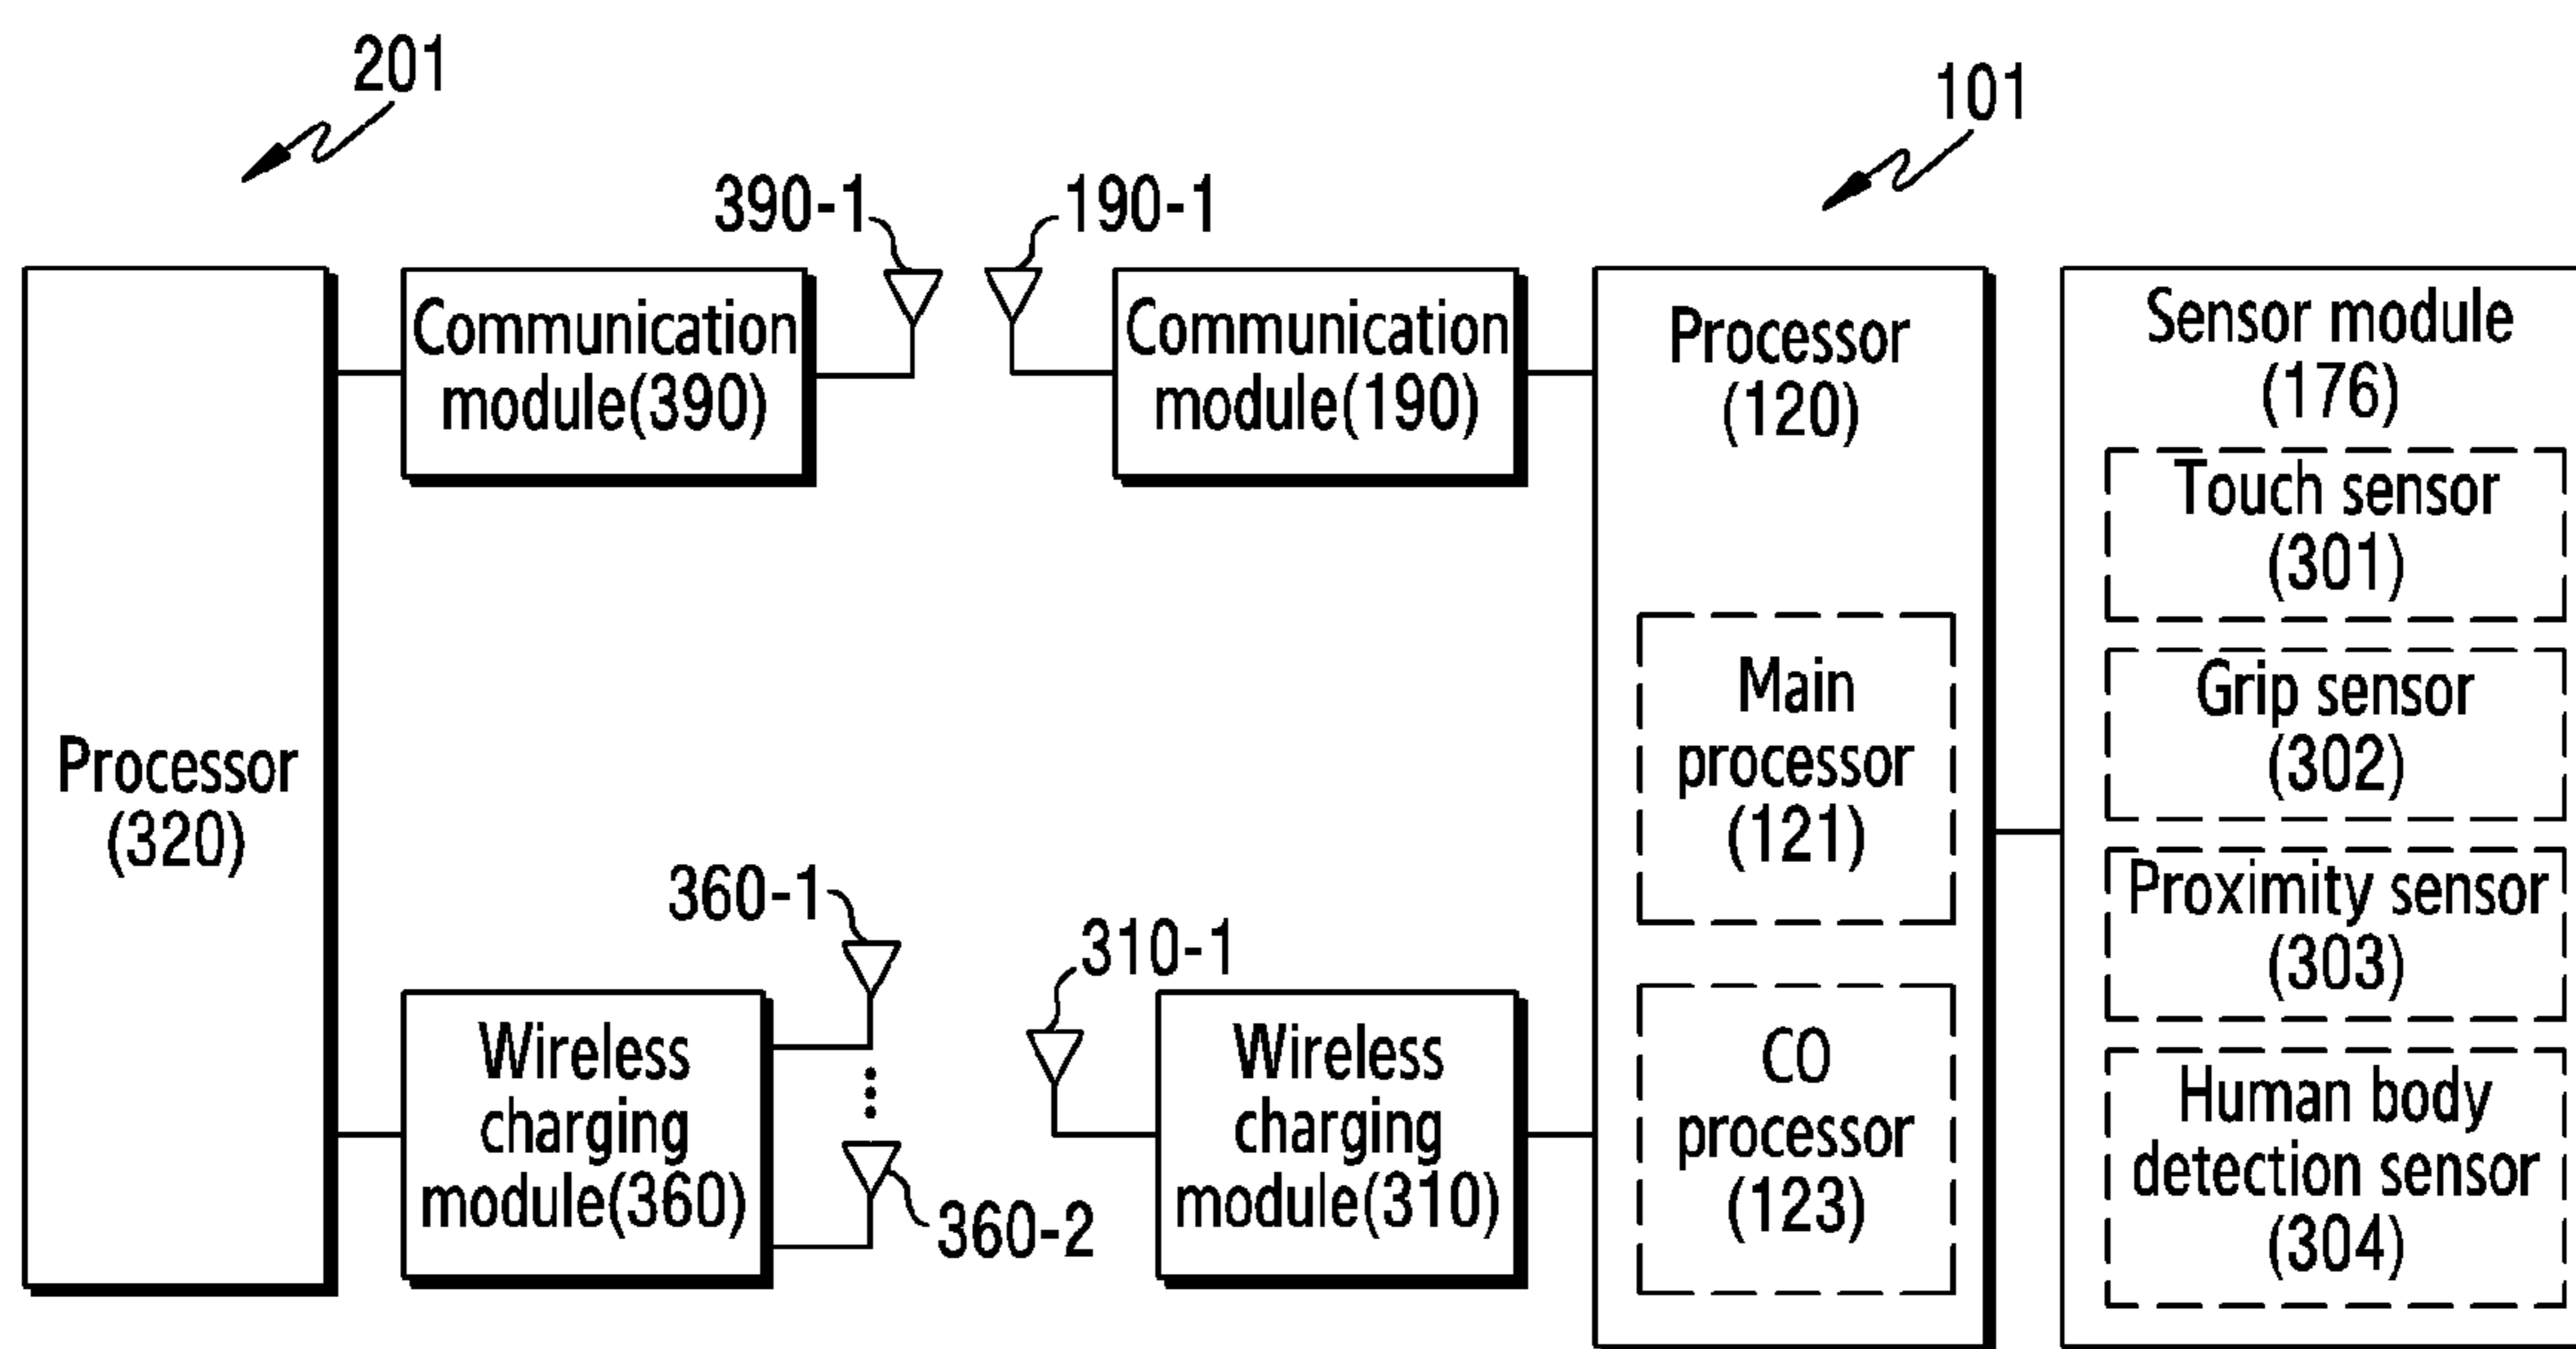 201
101
390-1
190-1
Processor
(320)
Communication
module(390)
Communication
module(190)
Processor
(120)
Main
processor
(121)
CO
processor
(123)
Sensor module
(176)
Touch sensor
(301)
Grip sensor
(302)
Proximity sensor
(303)
Human body
detection sensor
(304)
360-1
310-1
Wireless
charging
module(360)
360-2
Wireless
charging
module(310)